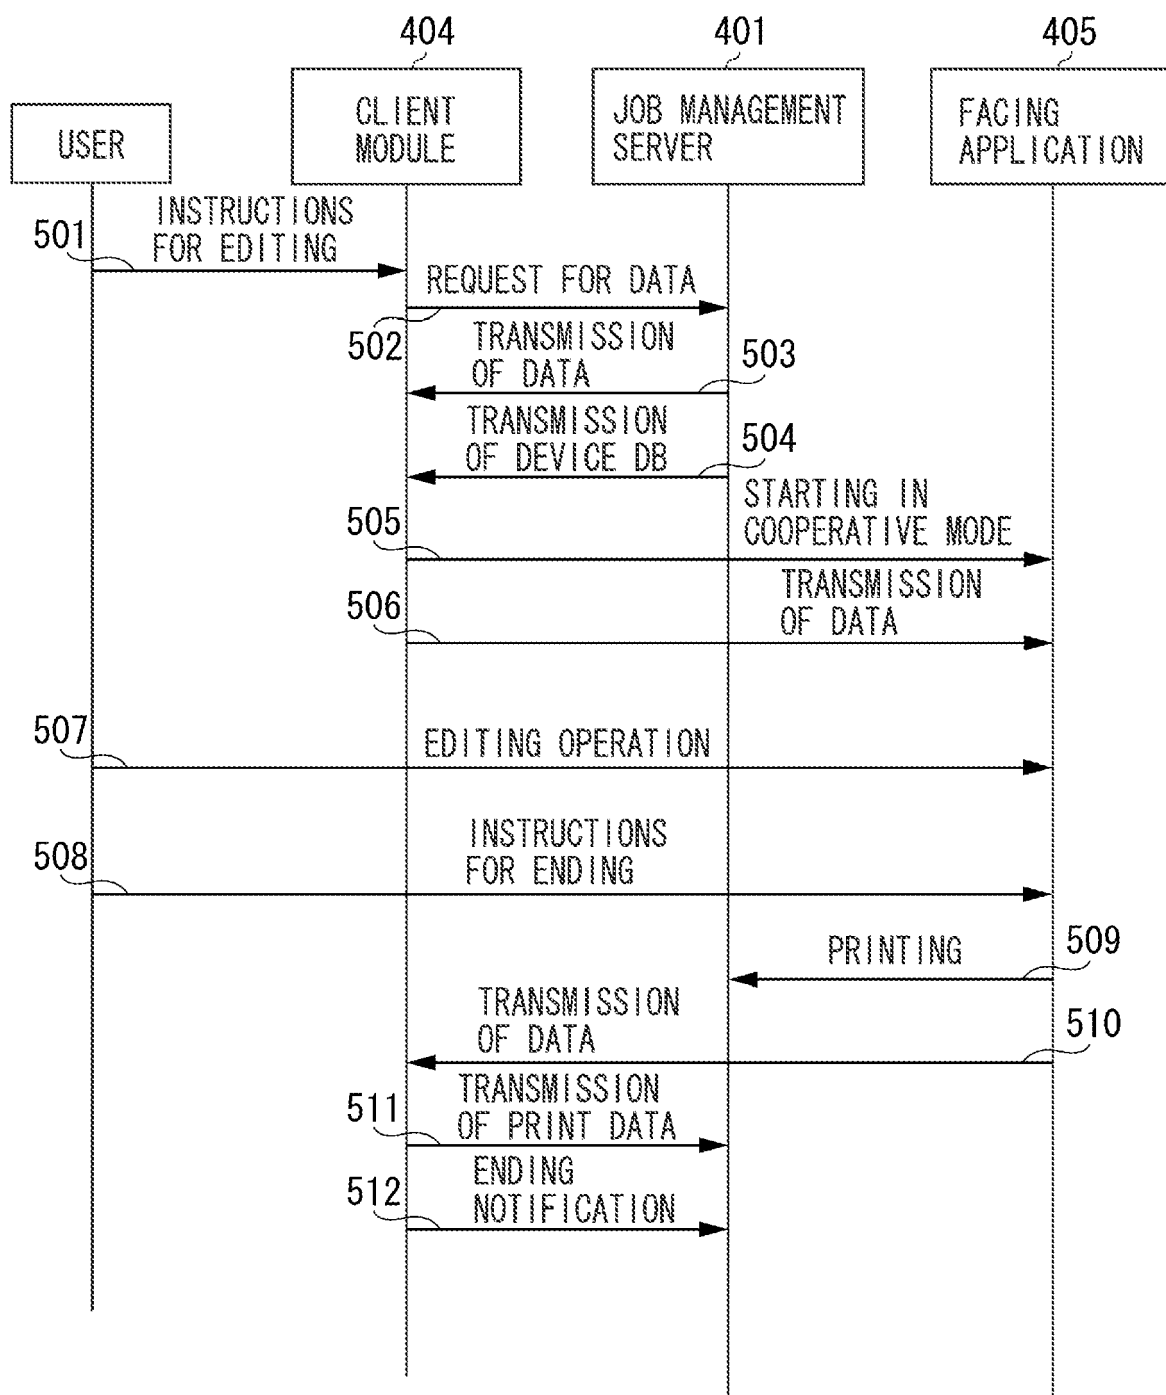 404
401
405
USER
CLIENT
MODULE
JOB MANAGEMENT
SERVER
FACING
APPLICATION
501
INSTRUCTIONS
FOR EDITING
REQUEST FOR DATA
502
TRANSMISSION
OF DATA
503
TRANSMISSION
OF DEVICE DB
504
505
STARTING IN
COOPERATIVE MODE
506
TRANSMISSION
OF DATA
507
EDITING OPERATION
508
INSTRUCTIONS
FOR ENDING
PRINTING
509
TRANSMISSION
OF DATA
510
511
TRANSMISSION
OF PRINT DATA
512
ENDING
NOTIFICATION